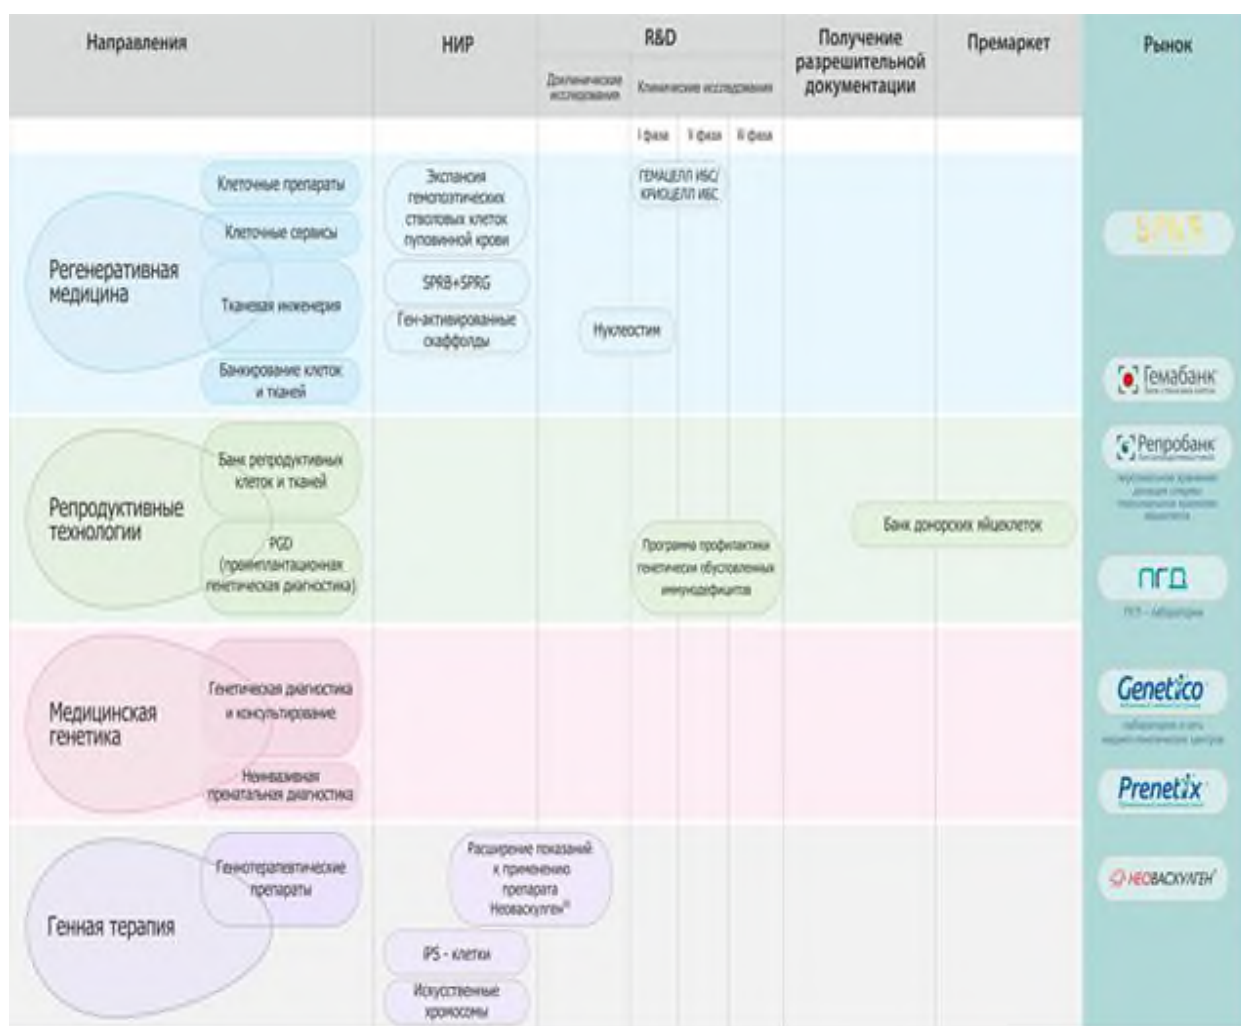 Направления
НИР
R&D
Получение
разрешительной
документации
Премаркет
Рынок
Доклинические
исследования
Клинические исследования
I фаза
II фаза
III фаза
Регенеративная
медицина
Клеточные препараты
Клеточные сервисы
Тканевая инженерия
Банкирование клеток
и тканей
Экспансия
гемопоэтических
стволовых клеток
пуповинной крови
SPRB+SPRG
Ген-активированные
скаффолды
ГЕМАЦЕЛЛ ИБС/
КРИОЦЕЛЛ ИБС
Нуклеостим
Гемабанк
Репродуктивные
технологии
Банк репродуктивных
клеток и тканей
PGD
(преимплантационная
генетическая диагностика)
Программа профилактики
генетически обусловленных
иммунодефицитов
Банк донорских яйцеклеток
Репробанк
ПГД
Медицинская
генетика
Генетическая диагностика
и консультирование
Неинвазивная
пренатальная диагностика
Genetico
Prenetix
Генная терапия
Геннотерапевтические
препараты
Расширение показаний
к применению
препарата
Неоваскулген®
iPS - клетки
Искусственные
хромосомы
НЕОВАСКУЛГЕН®